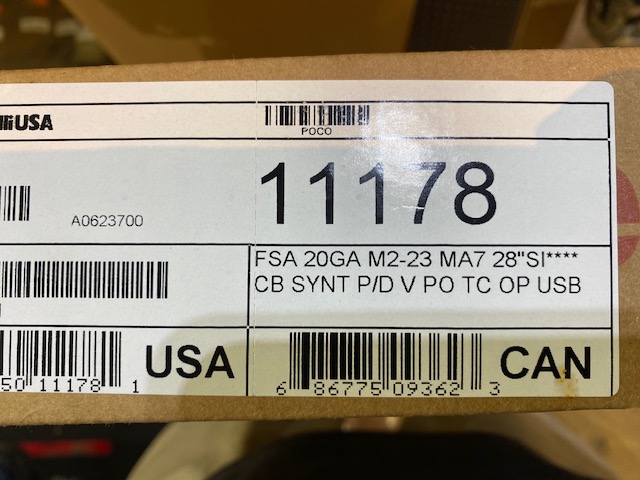 USA
POCO
11178
A0623700
FSA 20GA M2-23 MA7 28"SI****
CB SYNT P/D V PO TC OP USB
50 11178 1 USA
6 86775 09362 3 CAN